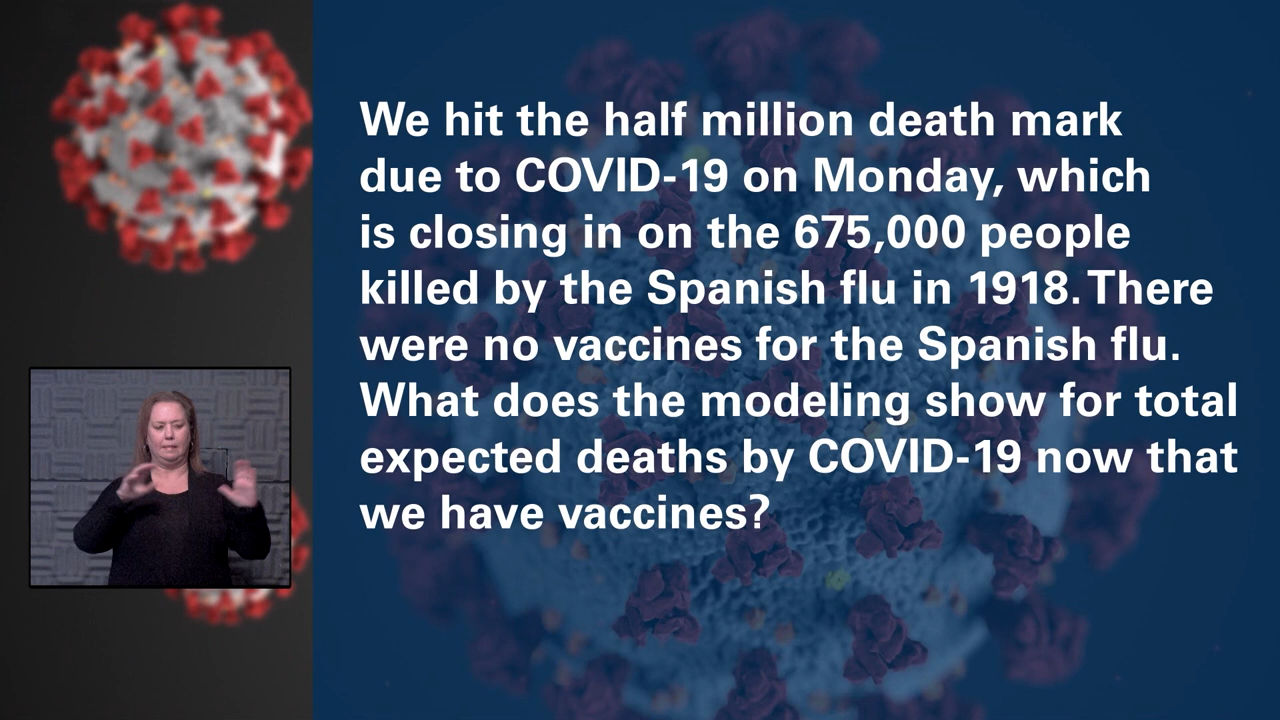 We hit the half million death mark
due to COVID-19 on Monday, which
is closing in on the 675,000 people
killed by the Spanish flu in 1918. There
were no vaccines for the Spanish flu.
What does the modeling show for total
expected deaths by COVID-19 now that
we have vaccines?